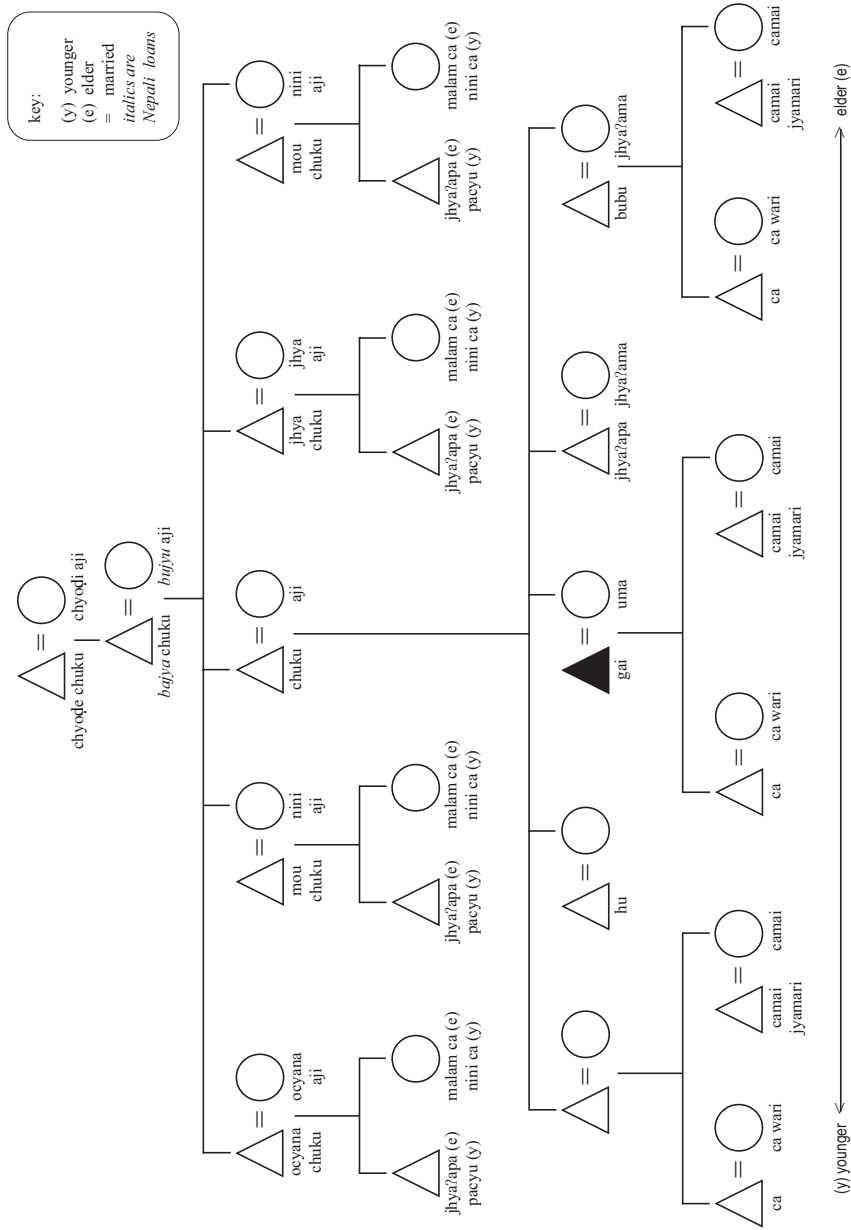 key:
(y) younger
(e) elder
= married
italics are
Nepali loans
chyoḍe chuku = chyoḍi aji
bajya chuku = bujyu aji
ocyana
chuku
=
ocyana
aji
mou
chuku
=
nini
aji
chuku
=
aji
jhya
chuku
=
jhya
aji
mou
chuku
=
nini
aji
jhyaʔapa (e)
pacyu (y)
malam ca (e)
nini ca (y)
jhyaʔapa (e)
pacyu (y)
malam ca (e)
nini ca (y)
jhyaʔapa (e)
pacyu (y)
malam ca (e)
nini ca (y)
jhyaʔapa (e)
pacyu (y)
malam ca (e)
nini ca (y)
=
hu =
gai = uma
jhyaʔapa = jhyaʔama
bubu = jhyaʔama
ca = ca wari
camai
jyamari
=
camai
ca = ca wari
camai
jyamari
=
camai
ca = ca wari
camai
jyamari
=
camai
(y) younger
elder (e)